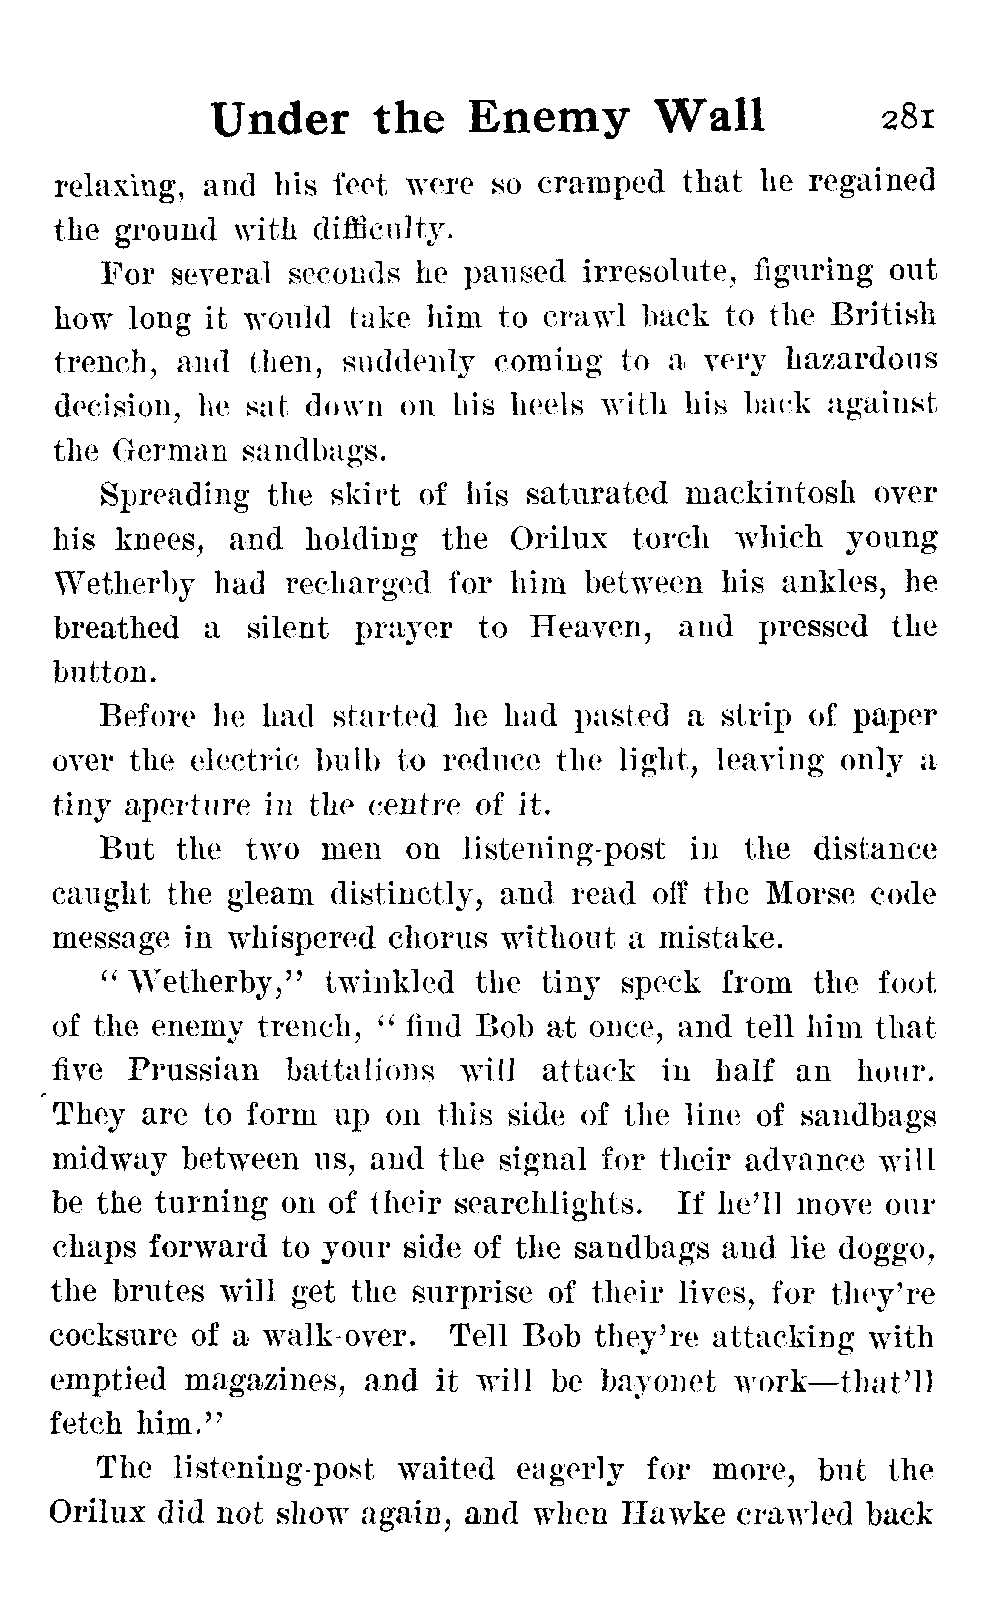 Under the Enemy Wall 281
relaxing, and his feet were so cramped that he regained
the ground with difficulty.
For several seconds he paused irresolute, figuring out
how long it would take him to crawl back to the British
trench, and then, suddenly coming to a very hazardous
decision, he sat down on his heels with his back against
the German sandbags.
Spreading the skirt of his saturated mackintosh over
his knees, and holding the Orilux torch which young
Wetherby had recharged for him between his ankles, he
breathed a silent prayer to Heaven, and pressed the
button.
Before he had started he had pasted a strip of paper
over the electric bulb to reduce the light, leaving only a
tiny aperture in the centre of it.
But the two men on listening-post in the distance
caught the gleam distinctly, and read off the Morse code
message in whispered chorus without a mistake.
“ Wetherby,” twinkled the tiny speck from the foot
of the enemy trench, “ find Bob at once, and tell him that
five Prussian battalions will attack in half an hour.
They are to form up on this side of the line of sandbags
midway between us, and the signal for their advance will
be the turning on of their searchlights. If he’ll move our
chaps forward to your side of the sandbags and lie doggo,
the brutes will get the surprise of their lives, for they’re
cocksure of a walk-over. Tell Bob they’re attacking with
emptied magazines, and it will be bayonet work—that’ll
fetch him.”
The listening-post waited eagerly for more, but the
Orilux did not show again, and when Hawke crawled back